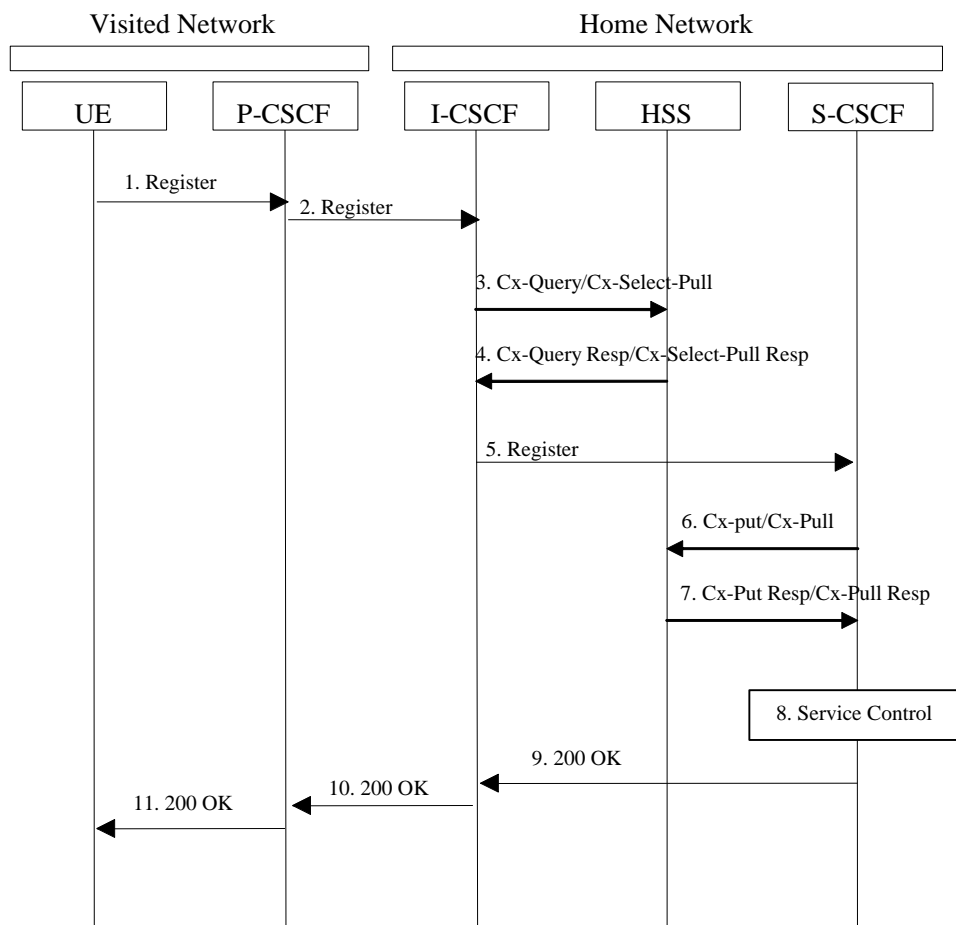 Visited Network
Home Network
UE
P-CSCF
I-CSCF
HSS
S-CSCF
1. Register
2. Register
3. Cx-Query/Cx-Select-Pull
4. Cx-Query Resp/Cx-Select-Pull Resp
5. Register
6. Cx-put/Cx-Pull
7. Cx-Put Resp/Cx-Pull Resp
8. Service Control
9. 200 OK
10. 200 OK
11. 200 OK